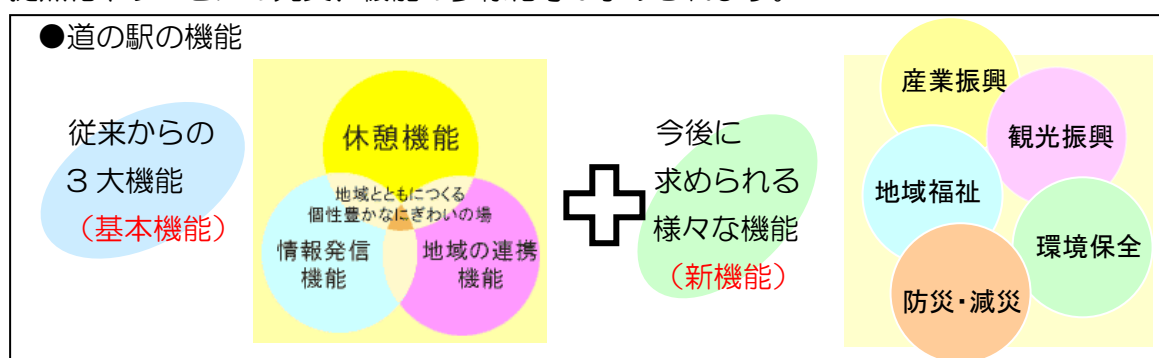 ●道の駅の機能
従来からの
3大機能
(基本機能)
休憩機能
地域とともにつくる
個性豊かなにぎわいの場
情報発信
機能
地域の連携
機能
今後に
求められる
様々な機能
(新機能)
産業振興
観光振興
地域福祉
環境保全
防災・減災